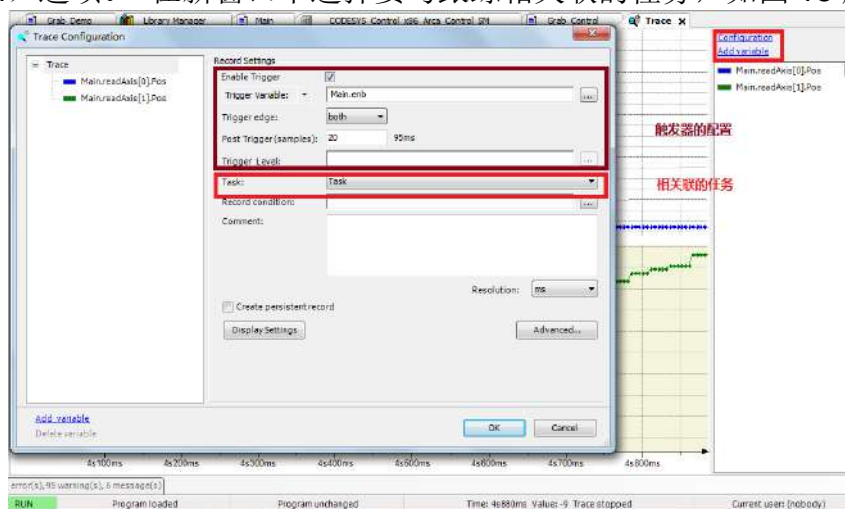 Grab Demo Library Manager Main CODESYS Control x86 Arca Control SM Grab Control Trace
Trace Configuration
Configuration
Add variable
Main.readAxis[0].Pos
Main.readAxis[1].Pos
Trace
Main.readAxis[0].Pos
Main.readAxis[1].Pos
Record Settings
Enable Trigger
Trigger Variable: Main.enb ...
Trigger edge: both
Post Trigger (samples): 20 95ms
Trigger Level: ...
触发器的配置
Task: Task
相关联的任务
Record condition: ...
Comment:
Resolution: ms
Create persistent record
Display Settings Advanced...
Add variable
Delete variable
OK Cancel
4s100ms 4s200ms 4s300ms 4s400ms 4s500ms 4s600ms 4s700ms 4s800ms
error(s), 95 warning(s), 6 message(s)
RUN Program loaded Program unchanged Time: 4s880ms Value: -9 Trace stopped Current user: (nobody)